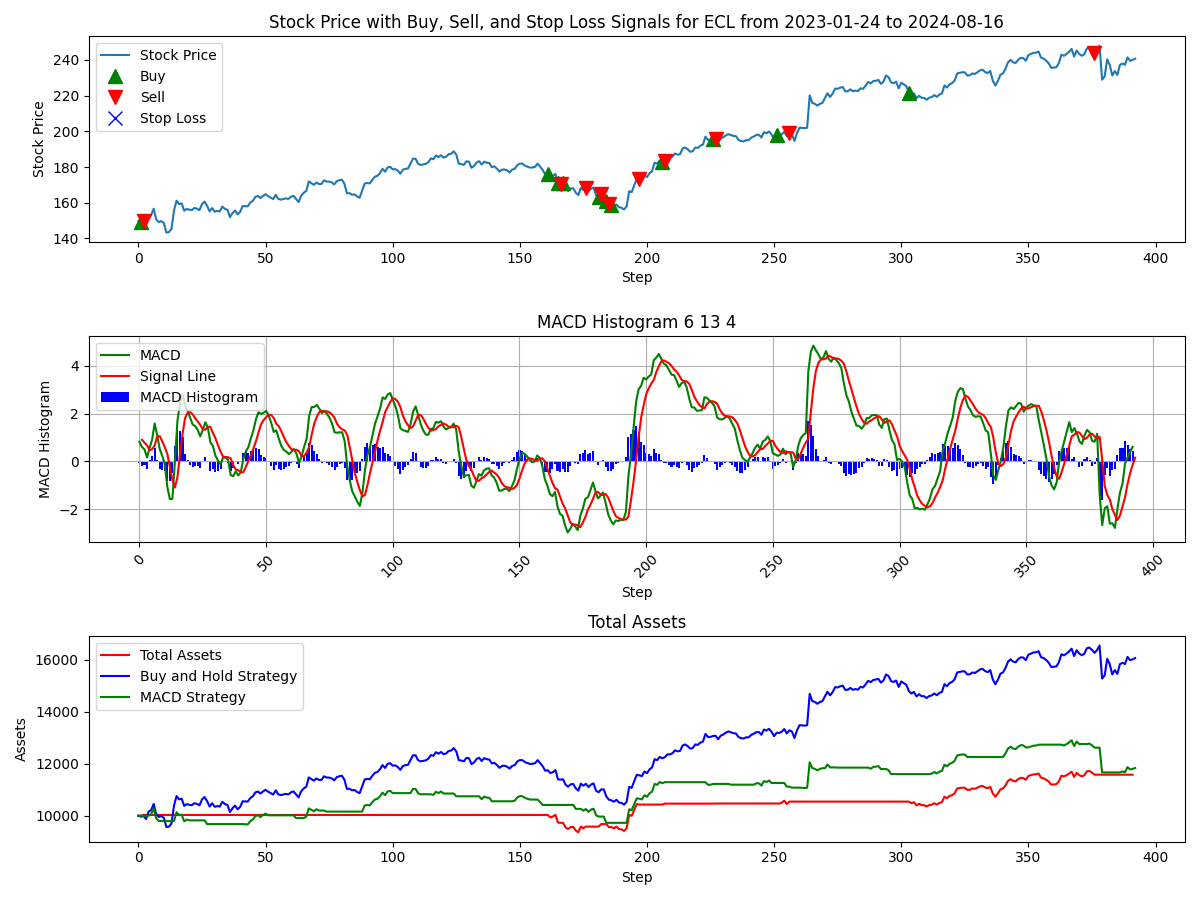 Stock Price with Buy, Sell, and Stop Loss Signals for ECL from 2023-01-24 to 2024-08-16
Stock Price
Buy
Sell
Stop Loss
Stock Price
240
220
200
180
160
140
0 50 100 150 200 250 300 350 400
Step
MACD Histogram 6 13 4
MACD
Signal Line
MACD Histogram
MACD Histogram
4
2
0
−2
0 50 100 150 200 250 300 350 400
Step
Total Assets
Total Assets
Buy and Hold Strategy
MACD Strategy
Assets
16000
14000
12000
10000
0 50 100 150 200 250 300 350 400
Step